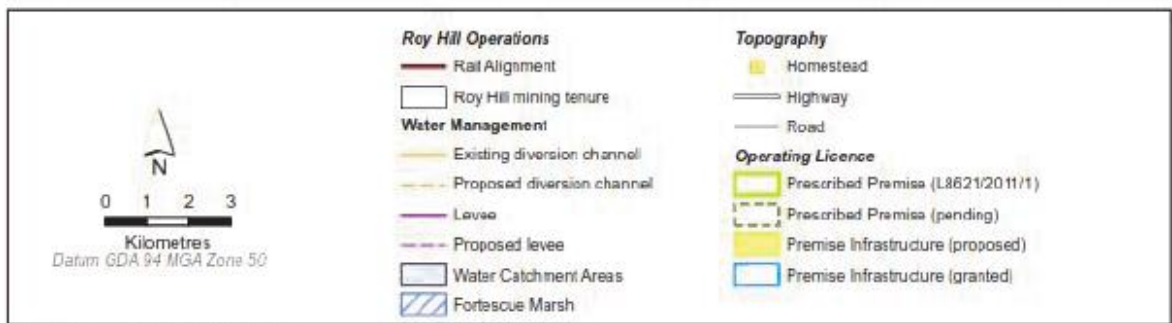 N
0 1 2 3
Kilometres
Datum GDA 94 MGA Zone 50
Roy Hill Operations
Rail Alignment
Roy Hill mining tenure
Water Management
Existing diversion channel
Proposed diversion channel
Levee
Proposed levee
Water Catchment Areas
Fortescue Marsh
Topography
Homestead
Highway
Road
Operating Licence
Prescribed Premise (L8621/2011/1)
Prescribed Premise (pending)
Premise Infrastructure (proposed)
Premise Infrastructure (granted)